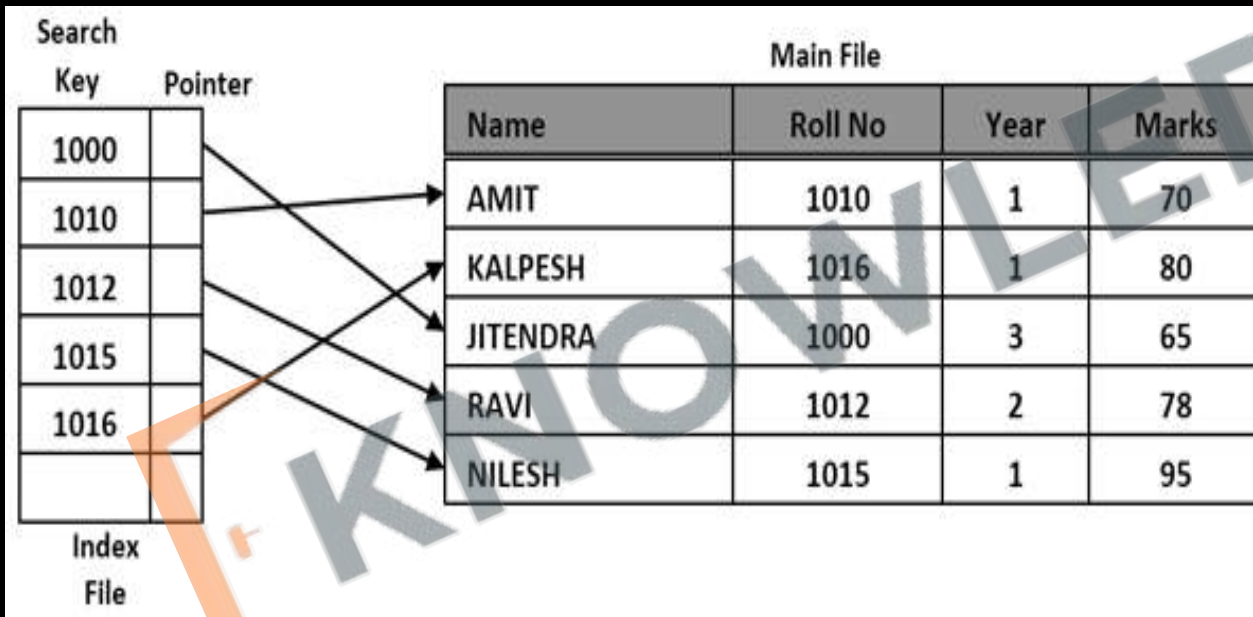 Search
Key Pointer
1000
1010
1012
1015
1016
Index
File
Main File
Name Roll No Year Marks
AMIT 1010 1 70
KALPESH 1016 1 80
JITENDRA 1000 3 65
RAVI 1012 2 78
NILESH 1015 1 95